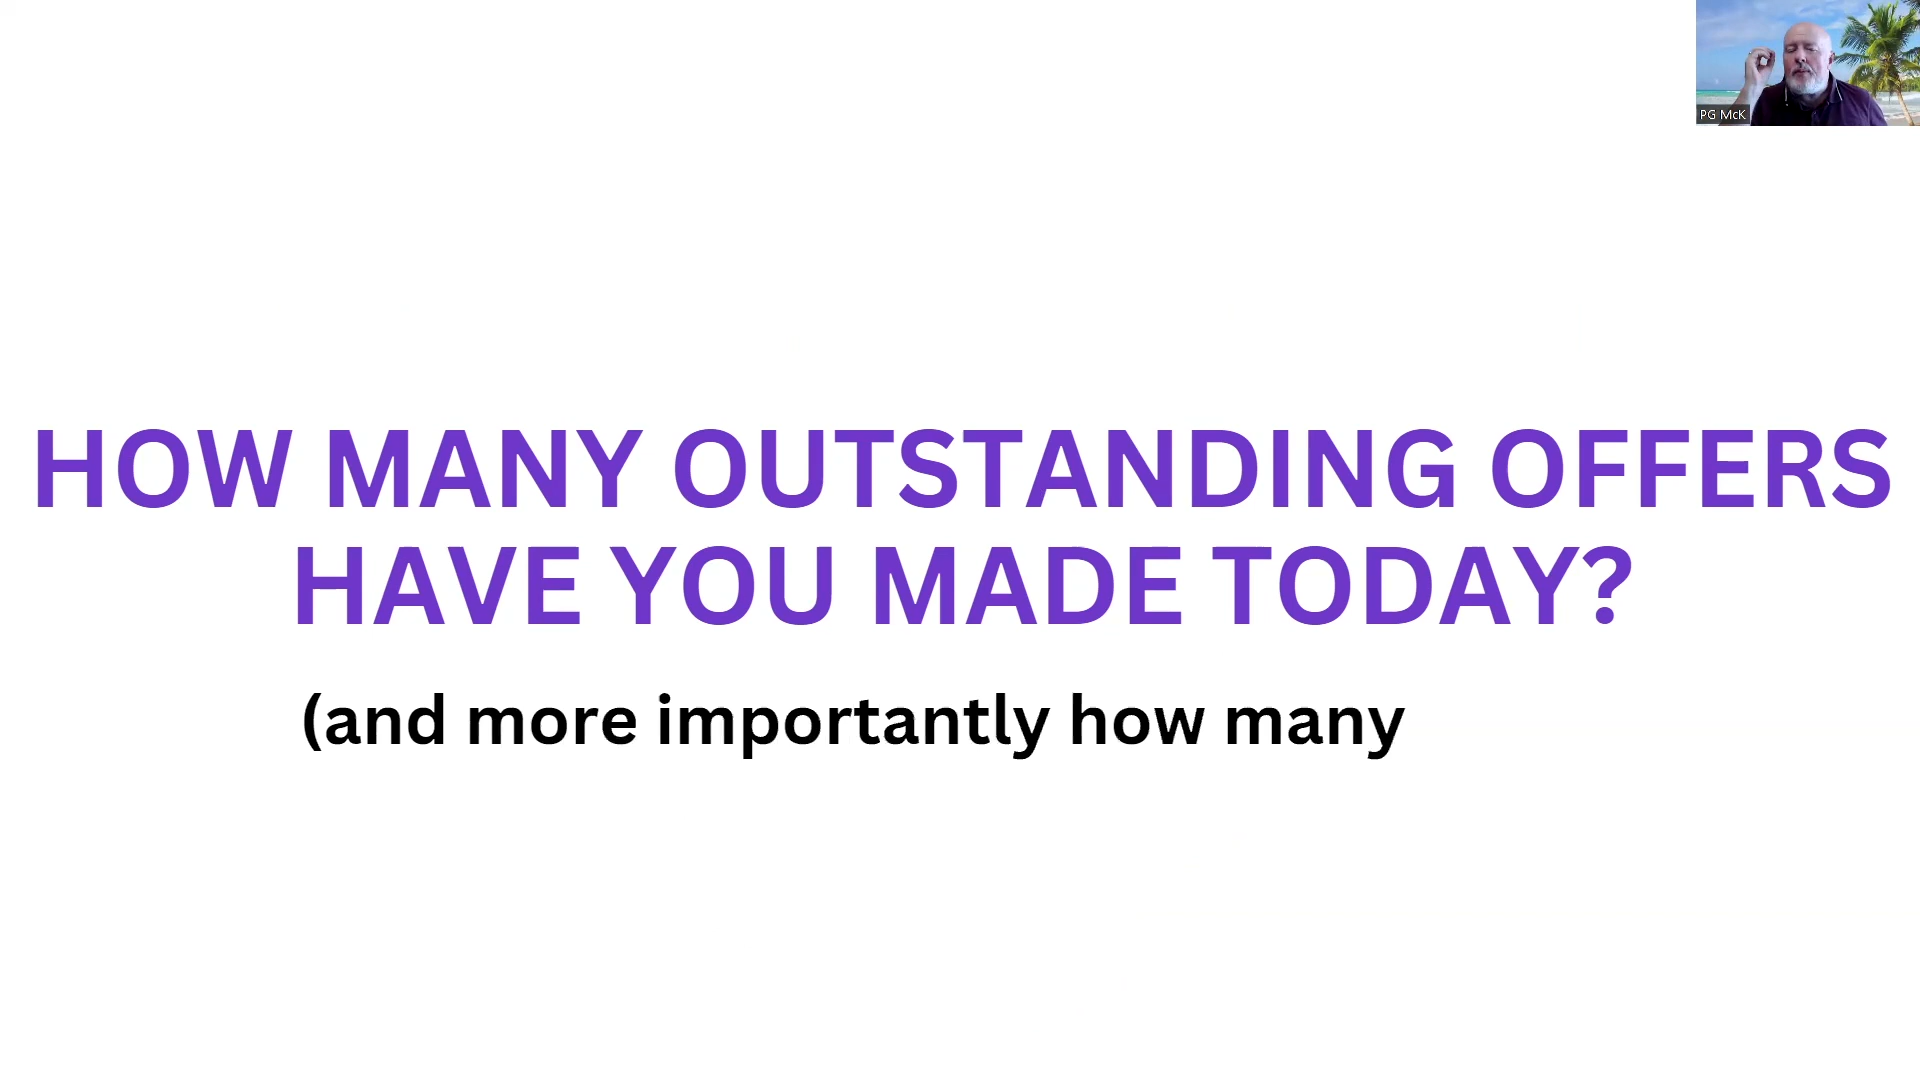 PG McK
HOW MANY OUTSTANDING OFFERS
HAVE YOU MADE TODAY?
(and more importantly how many